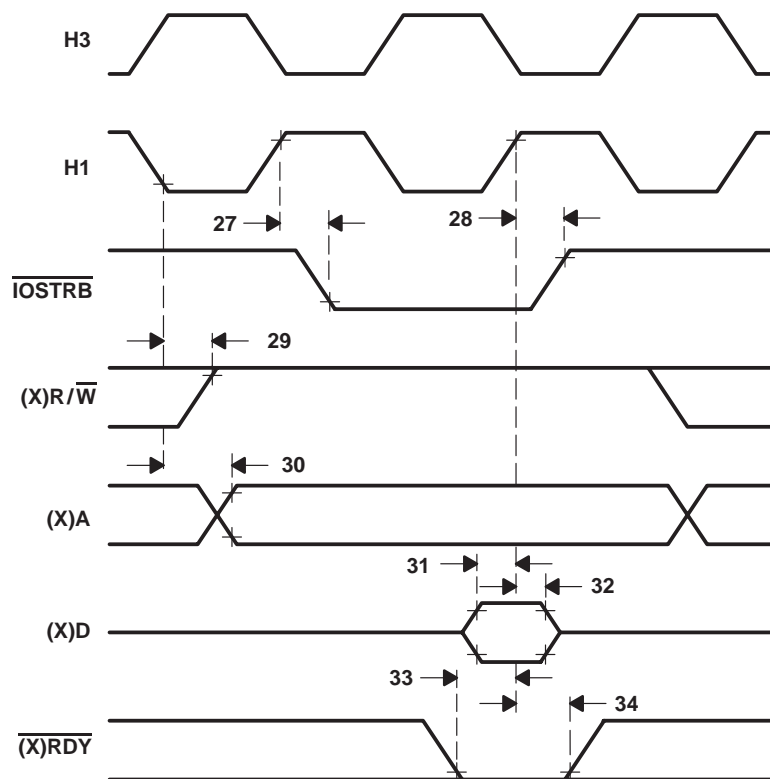 H3
H1
27
28
IOSTRB
29
(X)R/W
30
(X)A
31
32
(X)D
33
34
(X)RDY